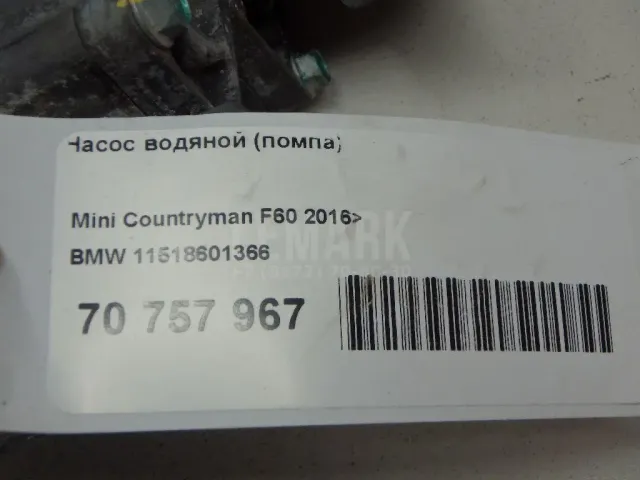 Насос водяной (помпа)
Mini Countryman F60 2016>
BMW 11518601366
70 757 967